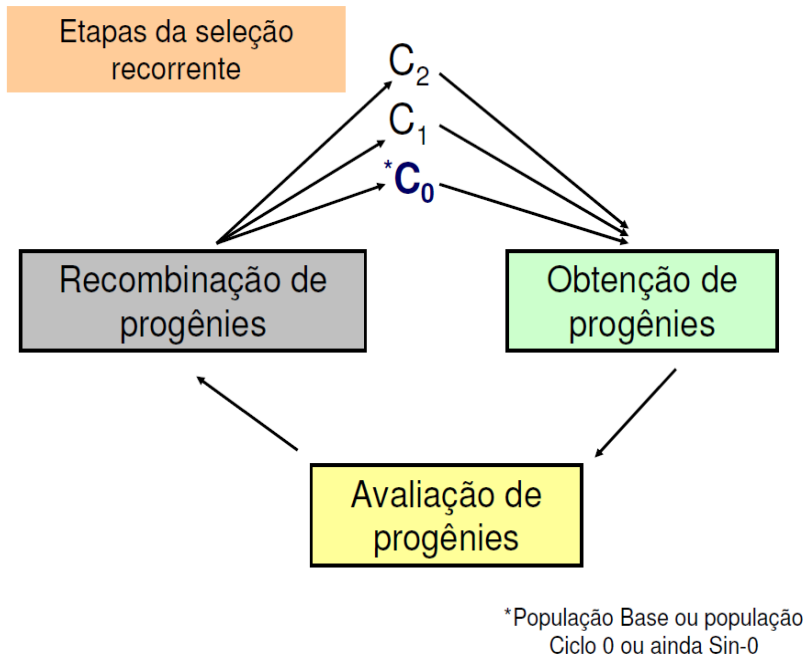 Etapas da seleção
recorrente
C₂
C₁
*C₀
Recombinação de
progênies
Obtenção de
progênies
Avaliação de
progênies
*População Base ou população
Ciclo 0 ou ainda Sin-0